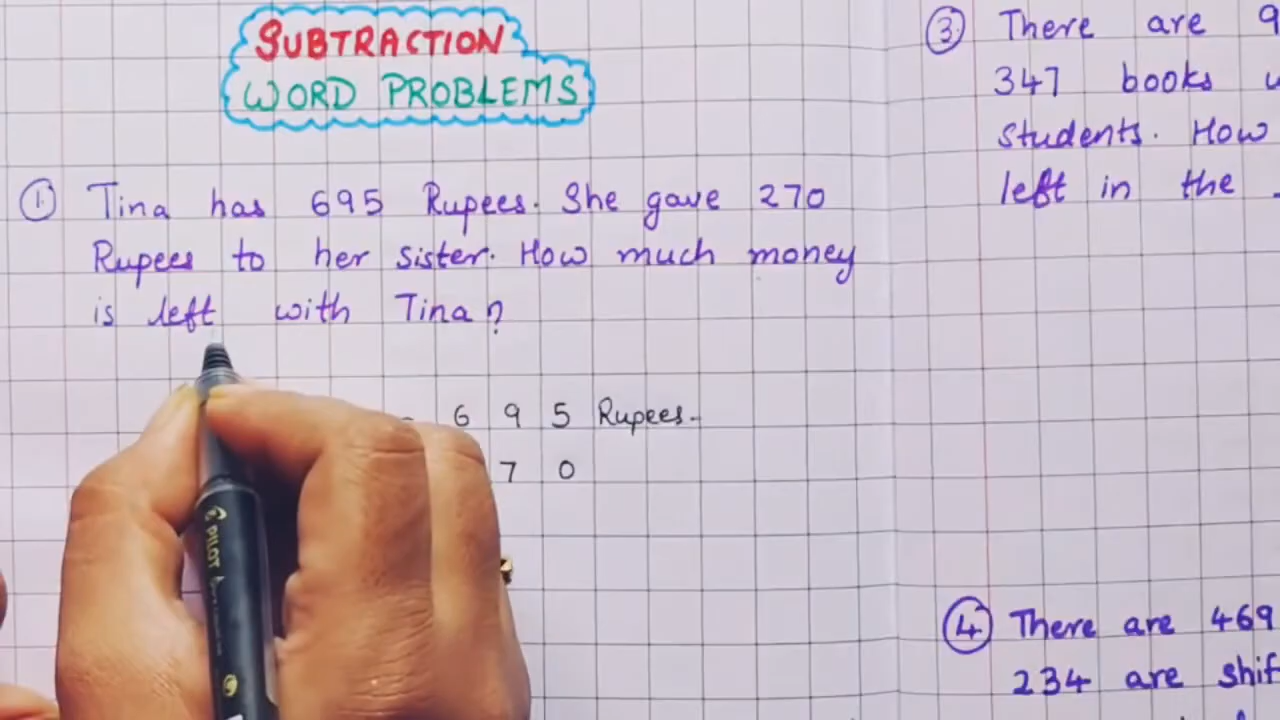 SUBTRACTION
WORD PROBLEMS
1. Tina has 695 Rupees. She gave 270
Rupees to her sister. How much money
is left with Tina?
6 9 5 Rupees.
7 0
3. There are 9
347 books
students. How
left in the
4. There are 469
234 are shif
PILOT